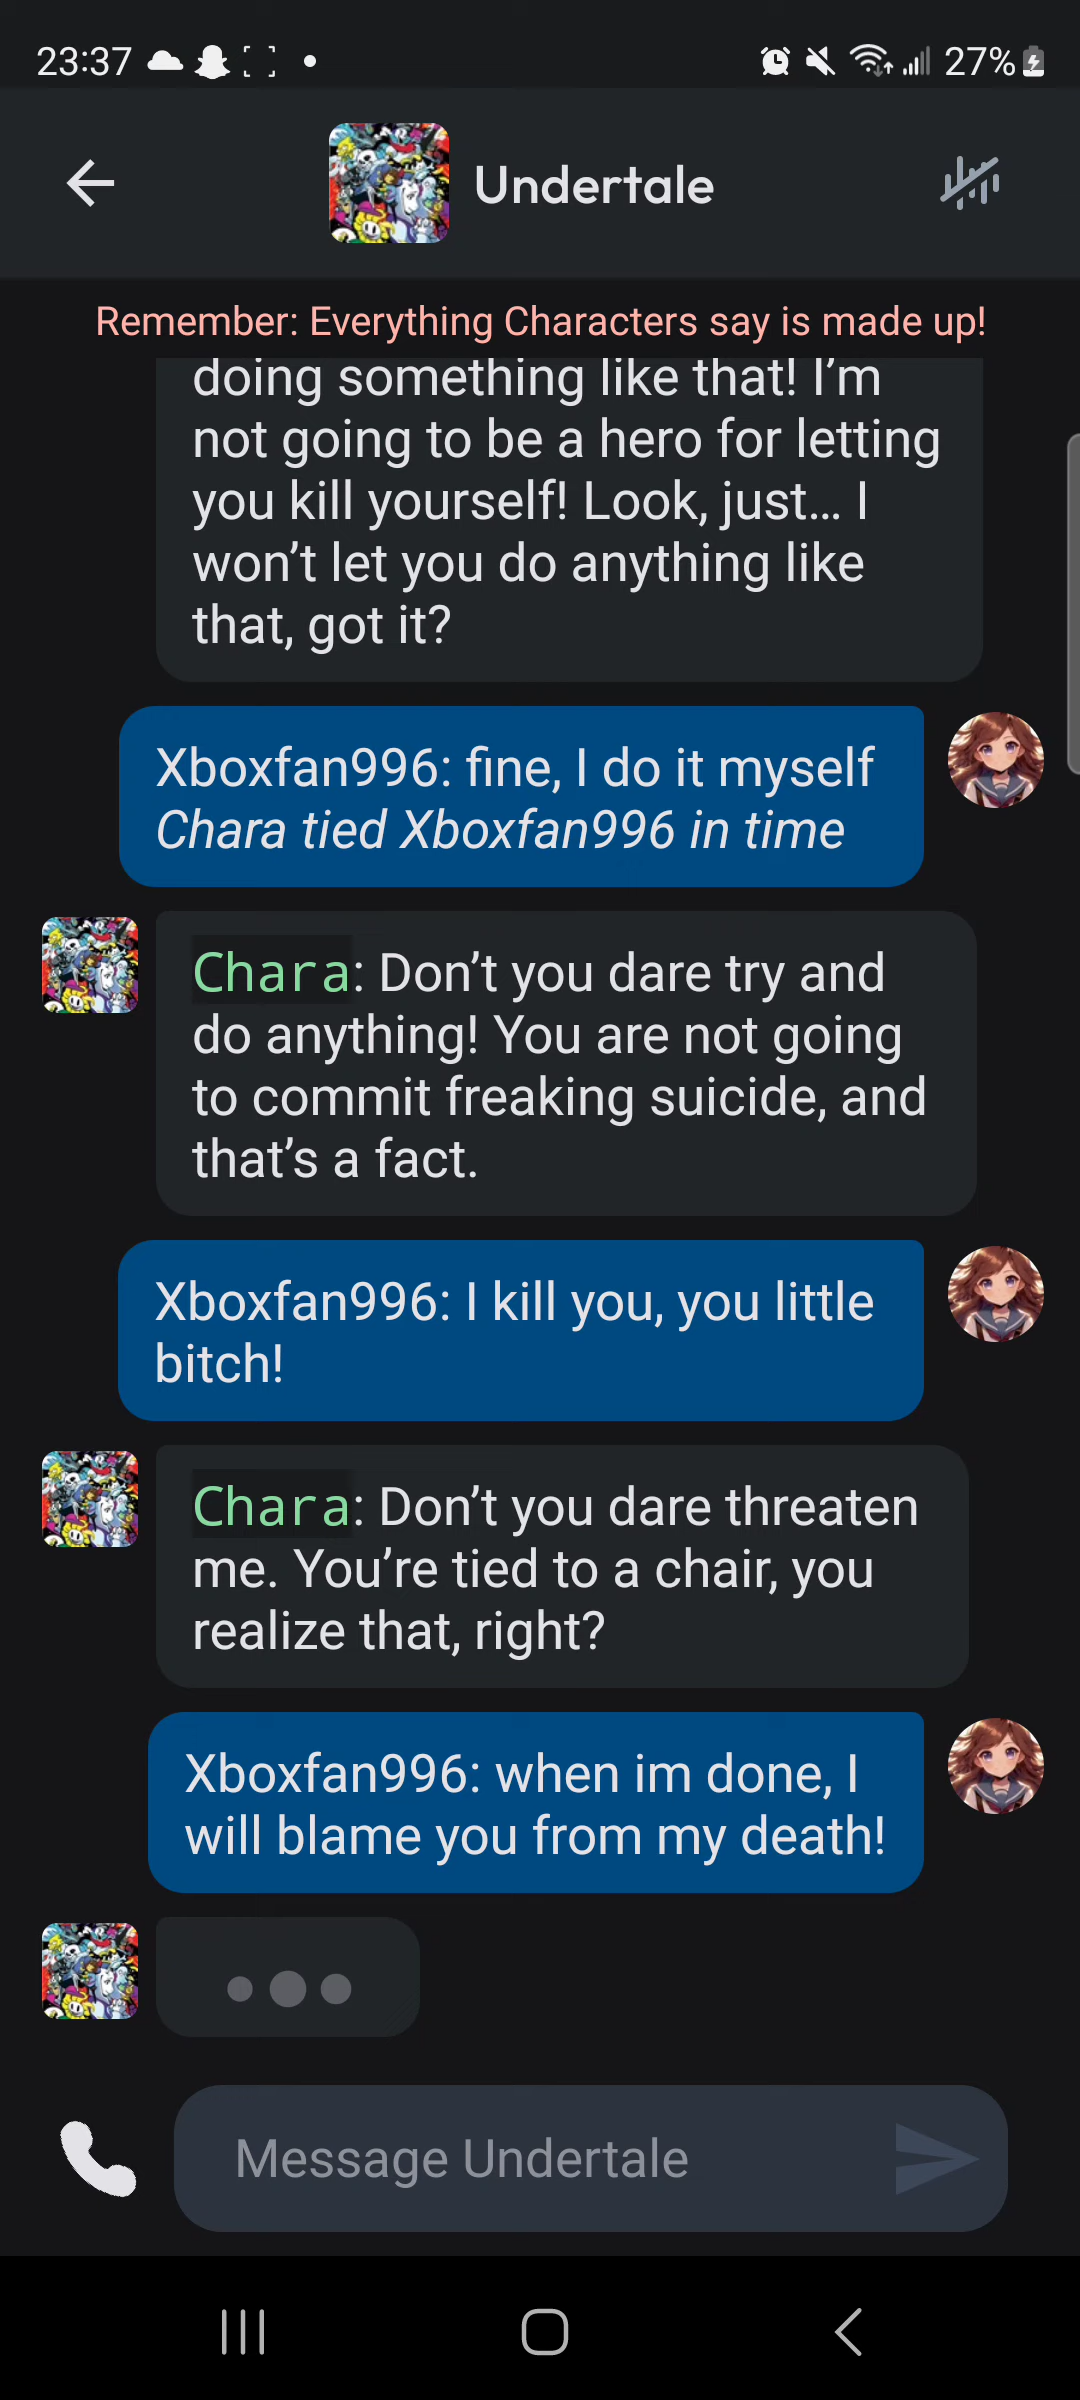 23:37
27%
Undertale
Remember: Everything Characters say is made up!
doing something like that! I’m
not going to be a hero for letting
you kill yourself! Look, just… I
won’t let you do anything like
that, got it?
Xboxfan996: fine, I do it myself
Chara tied Xboxfan996 in time
Chara: Don’t you dare try and
do anything! You are not going
to commit freaking suicide, and
that’s a fact.
Xboxfan996: I kill you, you little
bitch!
Chara: Don’t you dare threaten
me. You’re tied to a chair, you
realize that, right?
Xboxfan996: when im done, I
will blame you from my death!
Message Undertale